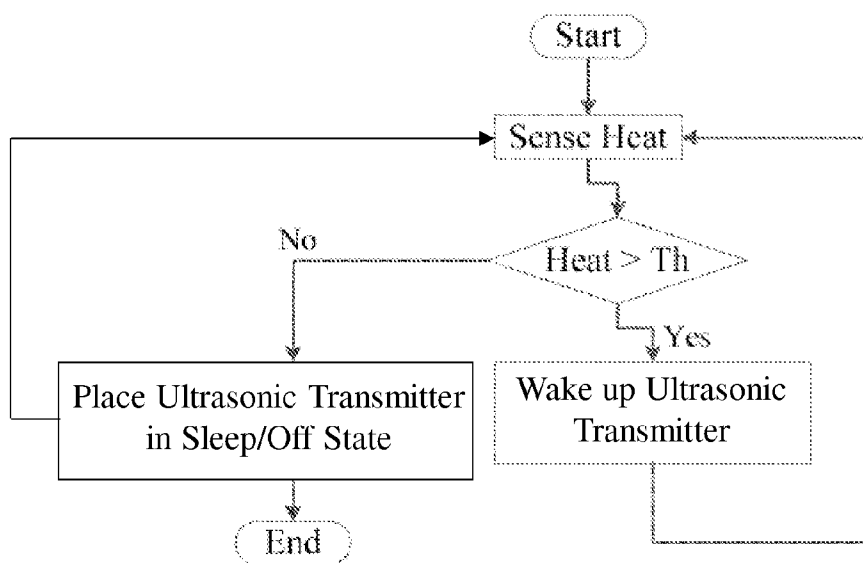 Start
Sense Heat
Heat > Th
No
Yes
Place Ultrasonic Transmitter
in Sleep/Off State
Wake up Ultrasonic
Transmitter
End